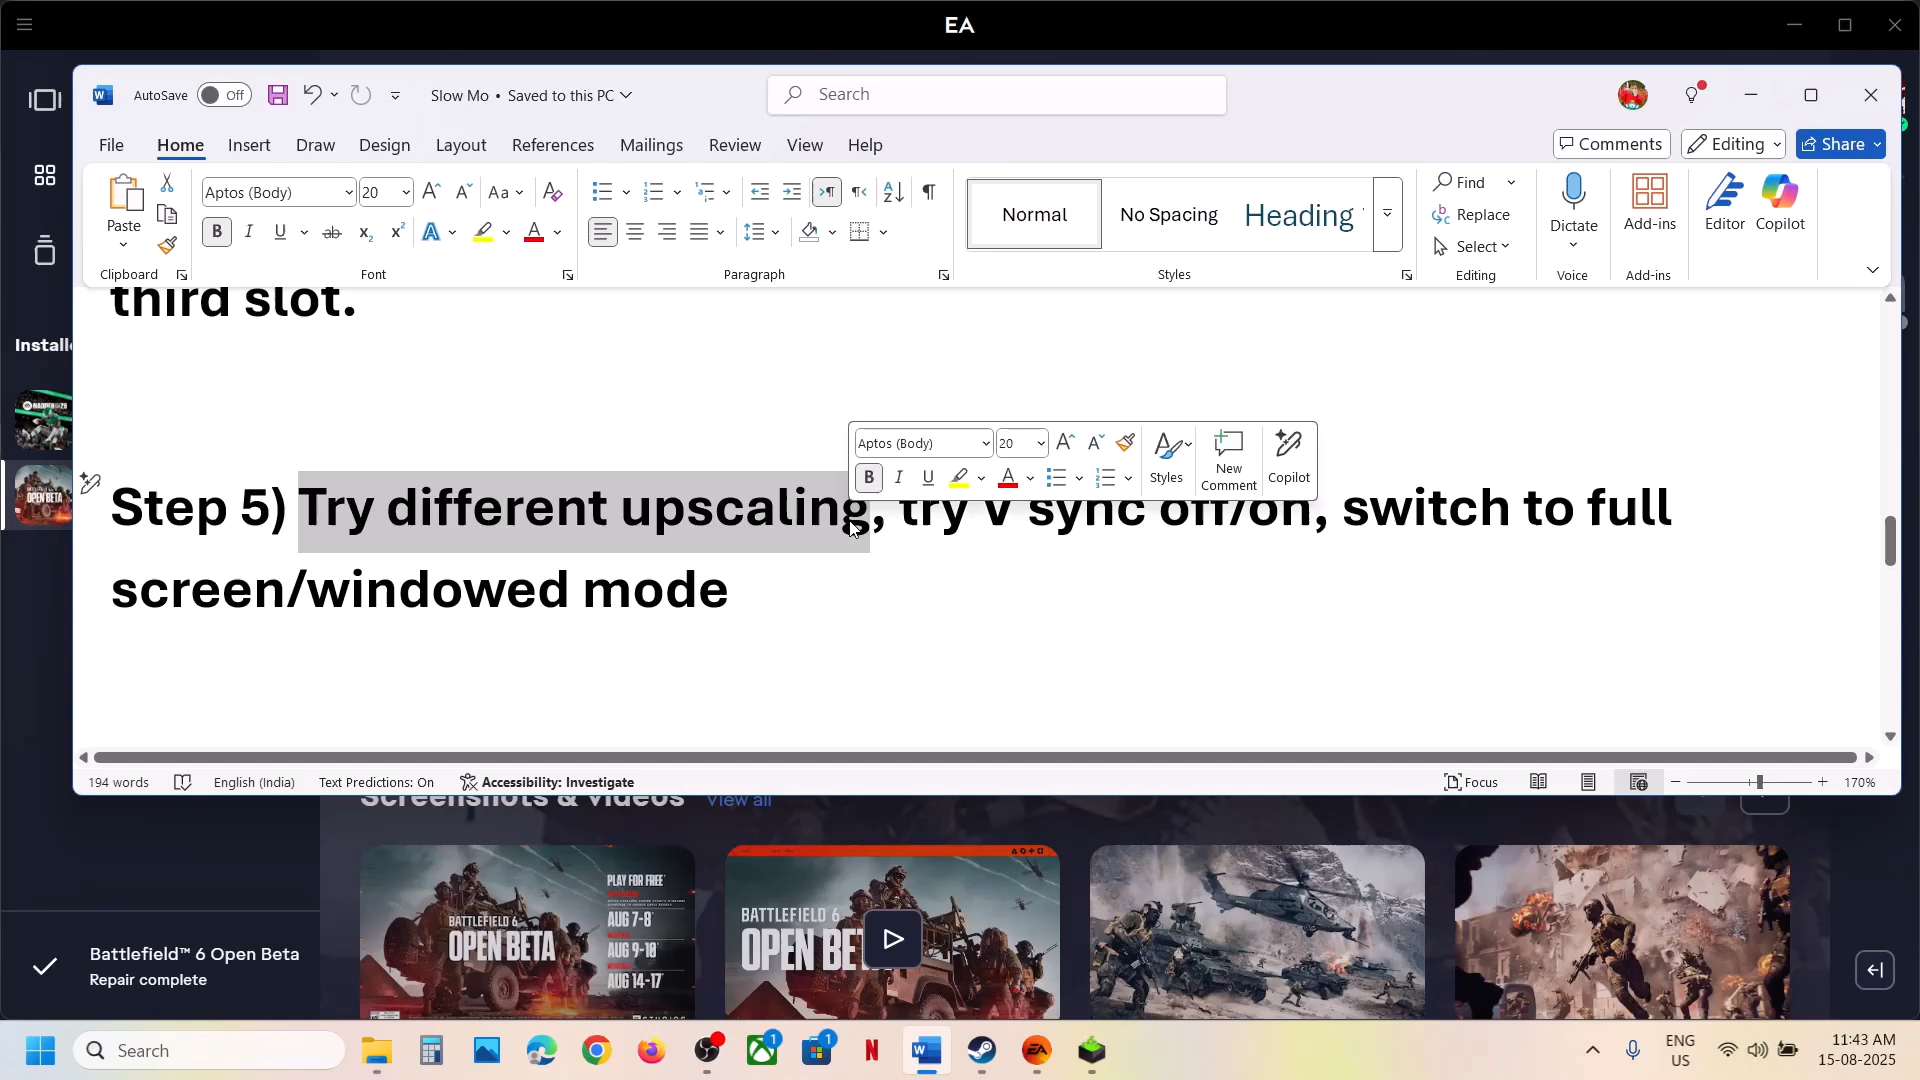 EA
AutoSave Off Slow Mo • Saved to this PC Search
File Home Insert Draw Design Layout References Mailings Review View Help Comments Editing Share
Paste Aptos (Body) 20 Aa Normal No Spacing Heading Find Replace Select Dictate Add-ins Editor Copilot
Clipboard Font Paragraph Styles Editing Voice Add-ins
third slot.
Aptos (Body) 20 Styles New Comment Copilot
Step 5) Try different upscaling, try V sync off/on, switch to full
screen/windowed mode
194 words English (India) Text Predictions: On Accessibility: Investigate Focus 170%
Screenshots & videos View all
PLAY FOR FREE
BATTLEFIELD 6
OPEN BETA
AUG 7-8
AUG 9-10
AUG 14-17
BATTLEFIELD 6
Battlefield™ 6 Open Beta
Repair complete
Search
1
1
ENG
US
11:43 AM
15-08-2025